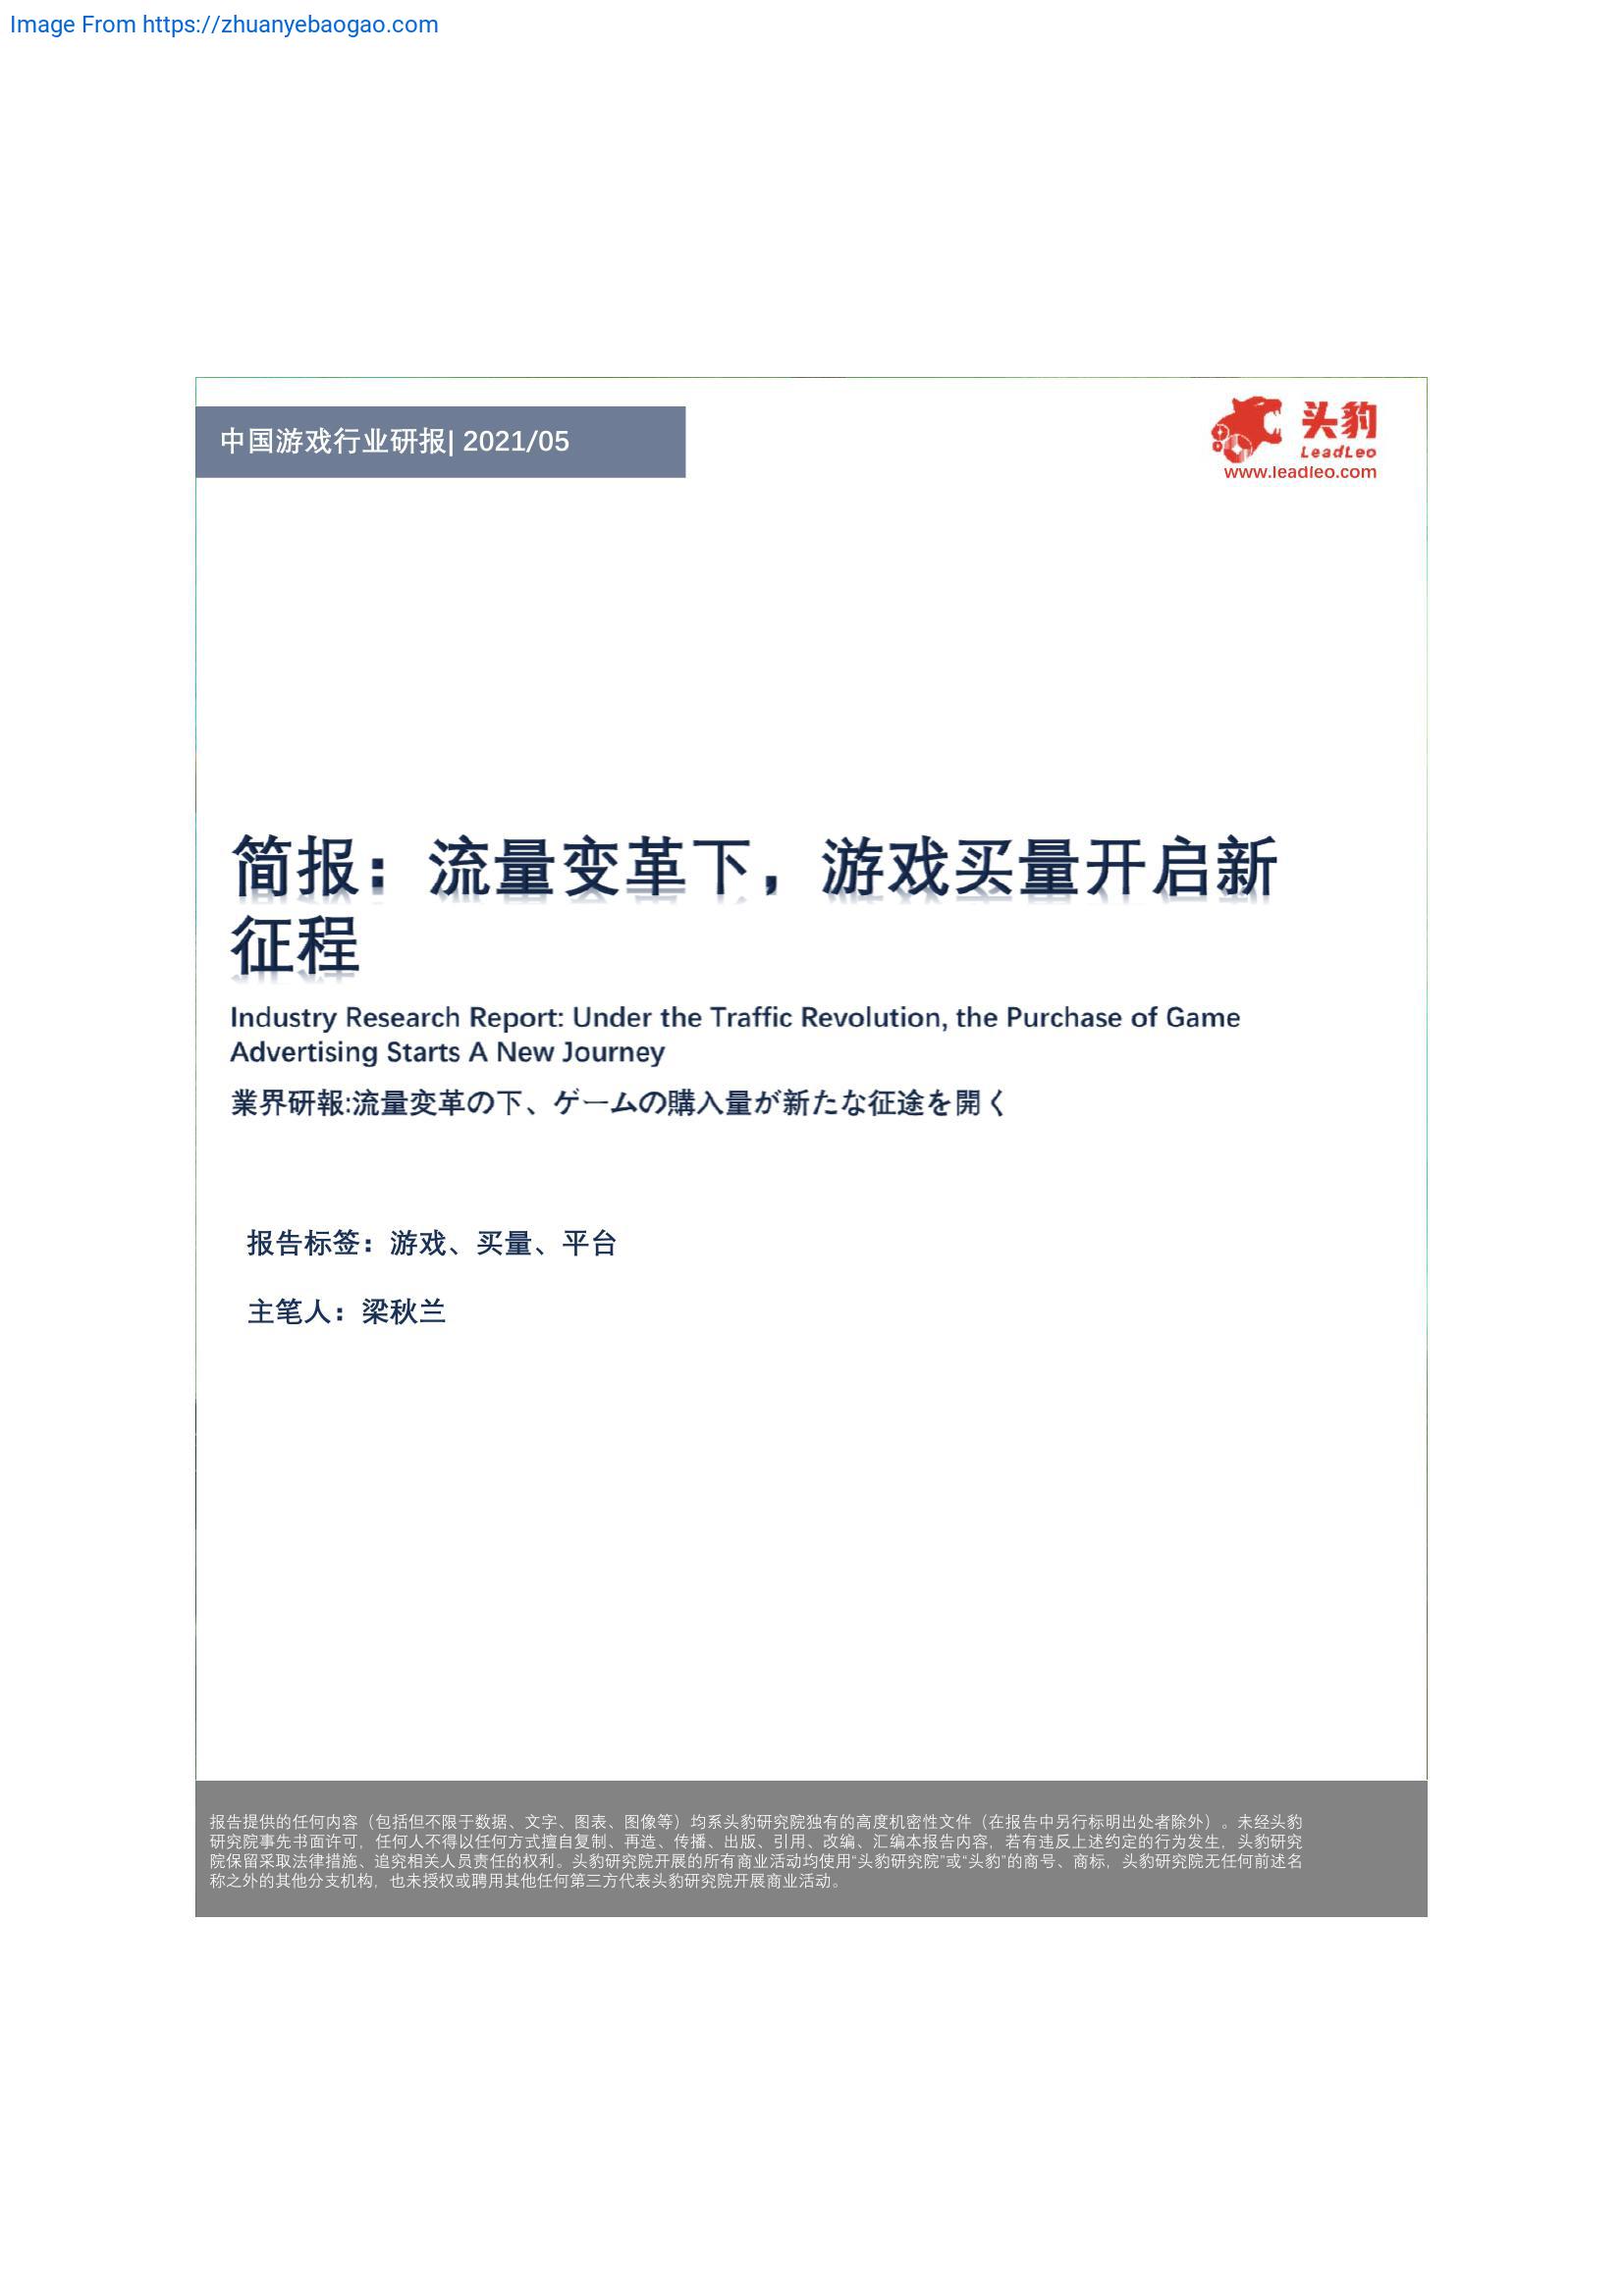 Image From https://zhuanyebaogao.com
中国游戏行业研报| 2021/05
头豹
LeadLeo
www.leadleo.com
简报：流量变革下，游戏买量开启新
征程
Industry Research Report: Under the Traffic Revolution, the Purchase of Game
Advertising Starts A New Journey
業界研報:流量変革の下、ゲームの購入量が新たな征途を開く
报告标签：游戏、买量、平台
主笔人：梁秋兰
报告提供的任何内容（包括但不限于数据、文字、图表、图像等）均系头豹研究院独有的高度机密性文件（在报告中另行标明出处者除外）。未经头豹
研究院事先书面许可，任何人不得以任何方式擅自复制、再造、传播、出版、引用、改编、汇编本报告内容，若有违反上述约定的行为发生，头豹研究
院保留采取法律措施、追究相关人员责任的权利。头豹研究院开展的所有商业活动均使用“头豹研究院”或“头豹”的商号、商标，头豹研究院无任何前述名
称之外的其他分支机构，也未授权或聘用其他任何第三方代表头豹研究院开展商业活动。